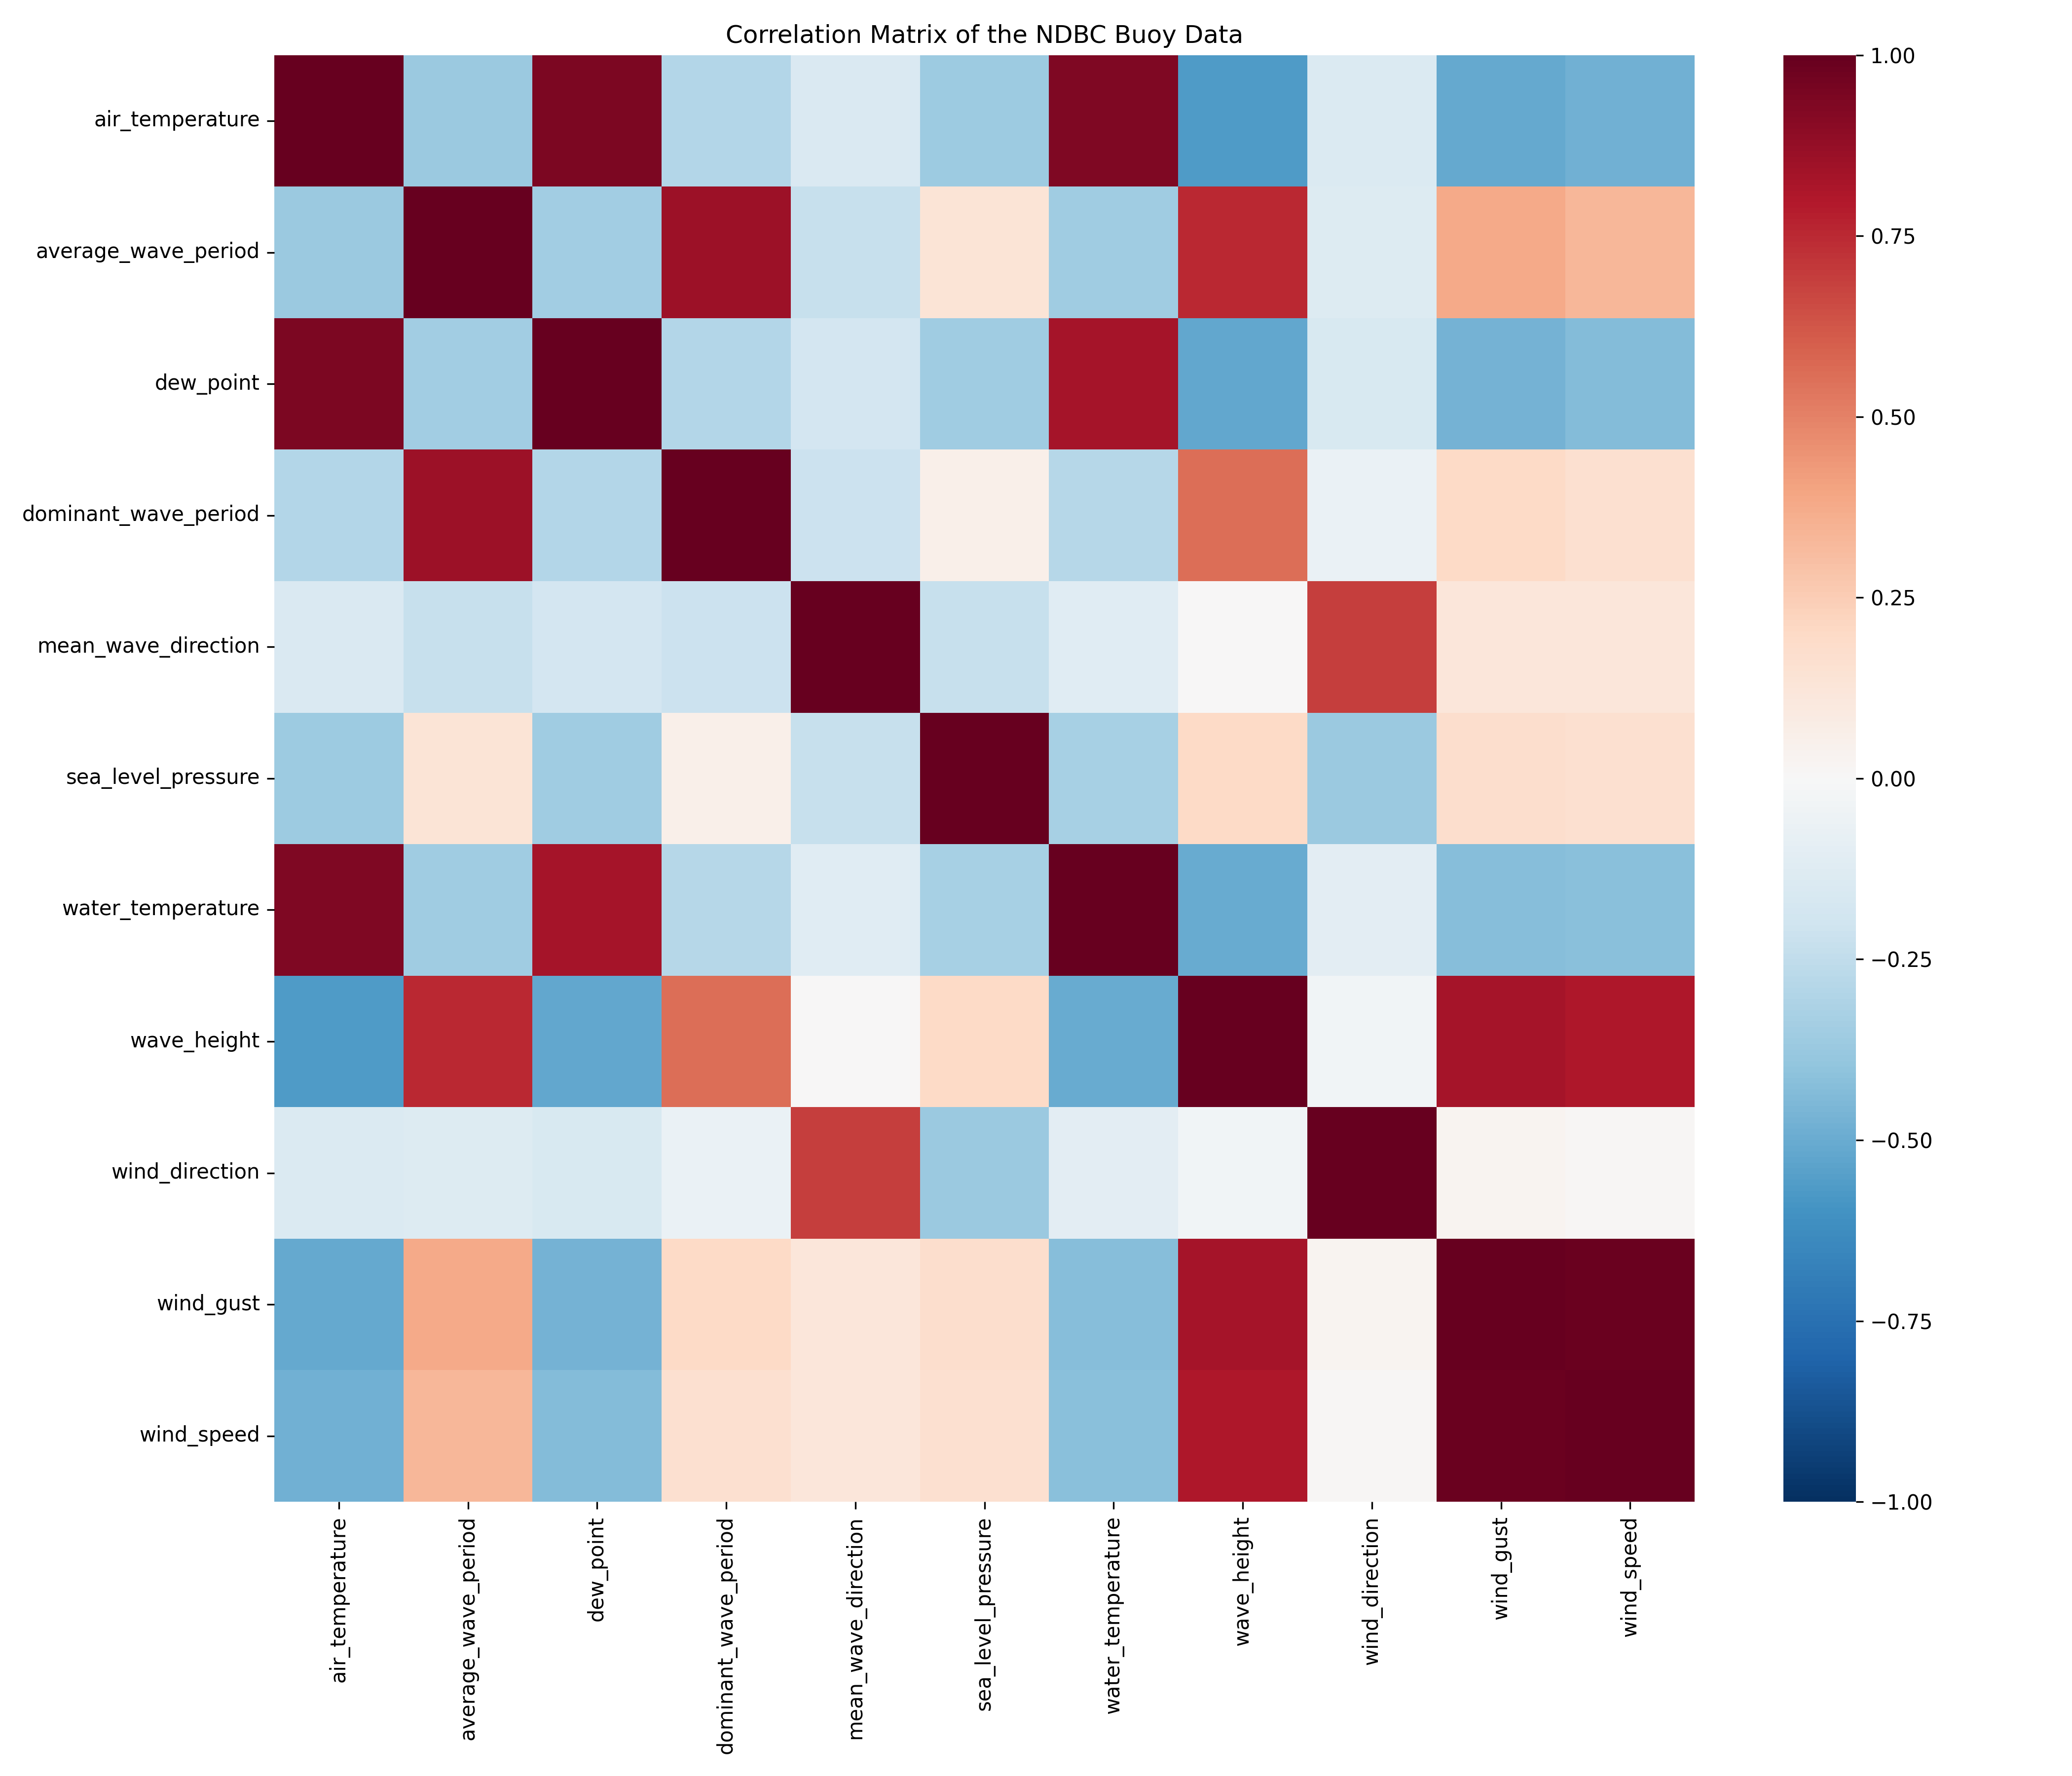 Correlation Matrix of the NDBC Buoy Data
air_temperature
average_wave_period
dew_point
dominant_wave_period
mean_wave_direction
sea_level_pressure
water_temperature
wave_height
wind_direction
wind_gust
wind_speed
air_temperature
average_wave_period
dew_point
dominant_wave_period
mean_wave_direction
sea_level_pressure
water_temperature
wave_height
wind_direction
wind_gust
wind_speed
1.00
0.75
0.50
0.25
0.00
−0.25
−0.50
−0.75
−1.00